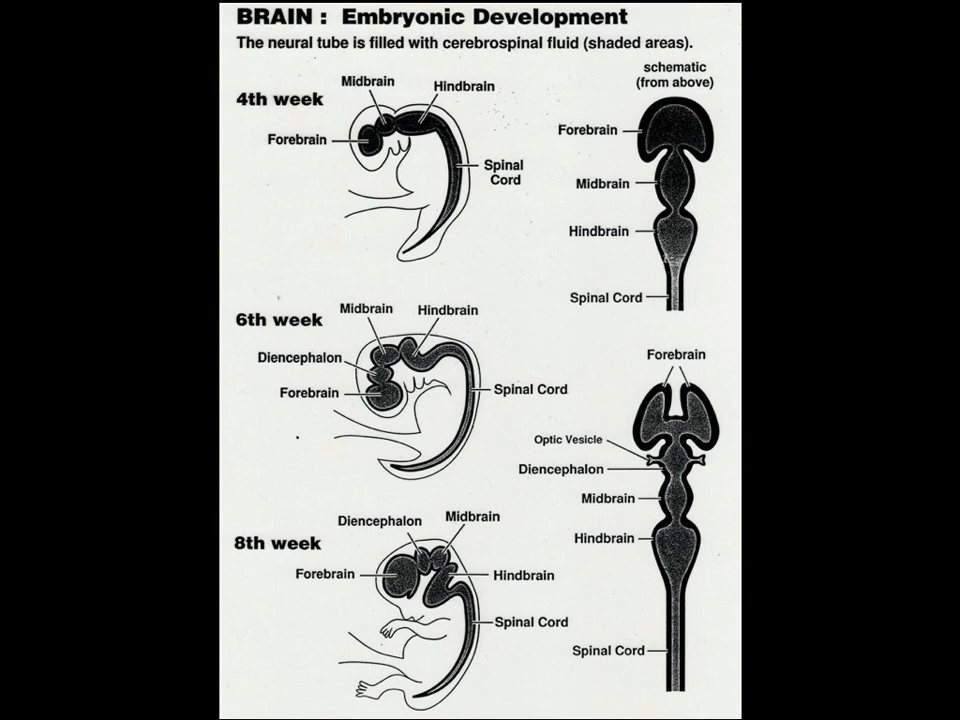 BRAIN : Embryonic Development
The neural tube is filled with cerebrospinal fluid (shaded areas).
schematic
(from above)
4th week
Midbrain
Hindbrain
Forebrain
Spinal
Cord
Forebrain
Midbrain
Hindbrain
Spinal Cord
6th week
Midbrain
Hindbrain
Diencephalon
Forebrain
Spinal Cord
Forebrain
Optic Vesicle
Diencephalon
Midbrain
Hindbrain
Spinal Cord
8th week
Diencephalon
Midbrain
Forebrain
Hindbrain
Spinal Cord